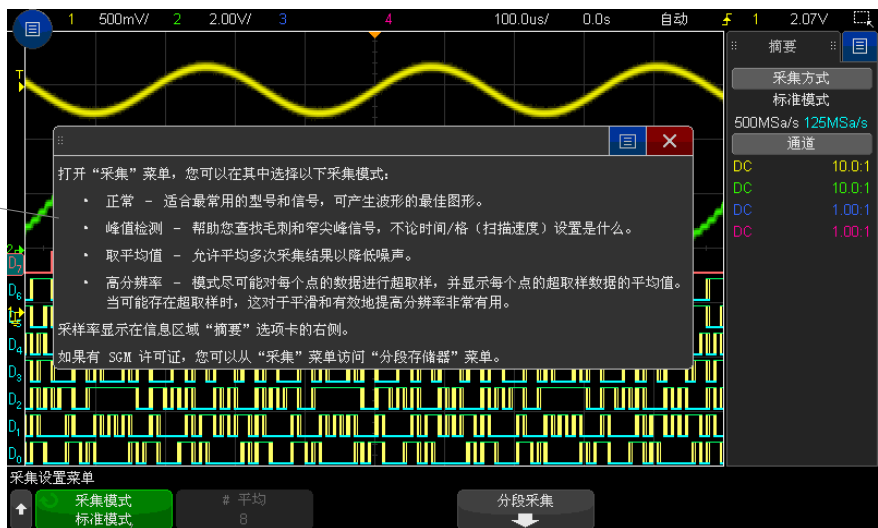 1 500mV/ 2 2.00V/ 3 4 100.0us/ 0.0s 自动 1 2.07V
摘要
采集方式
标准模式
500MSa/s 125MSa/s
通道
DC 10.0:1
DC 10.0:1
DC 1.00:1
DC 1.00:1
T
打开“采集”菜单，您可以在其中选择以下采集模式：
• 正常 – 适合最常用的型号和信号，可产生波形的最佳图形。
• 峰值检测 – 帮助您查找毛刺和窄尖峰信号，不论时间/格（扫描速度）设置是什么。
• 取平均值 – 允许平均多次采集结果以降低噪声。
• 高分辨率 – 模式尽可能对每个点的数据进行超取样，并显示每个点的超取样数据的平均值。
当可能存在超取样时，这对于平滑和有效地提高分辨率非常有用。
采样率显示在信息区域“摘要”选项卡的右侧。
如果有 SGM 许可证，您可以从“采集”菜单访问“分段存储器”菜单。
2
D7
D6
D4
D3
D2
D1
D0
采集设置菜单
采集模式
标准模式
# 平均
8
分段采集